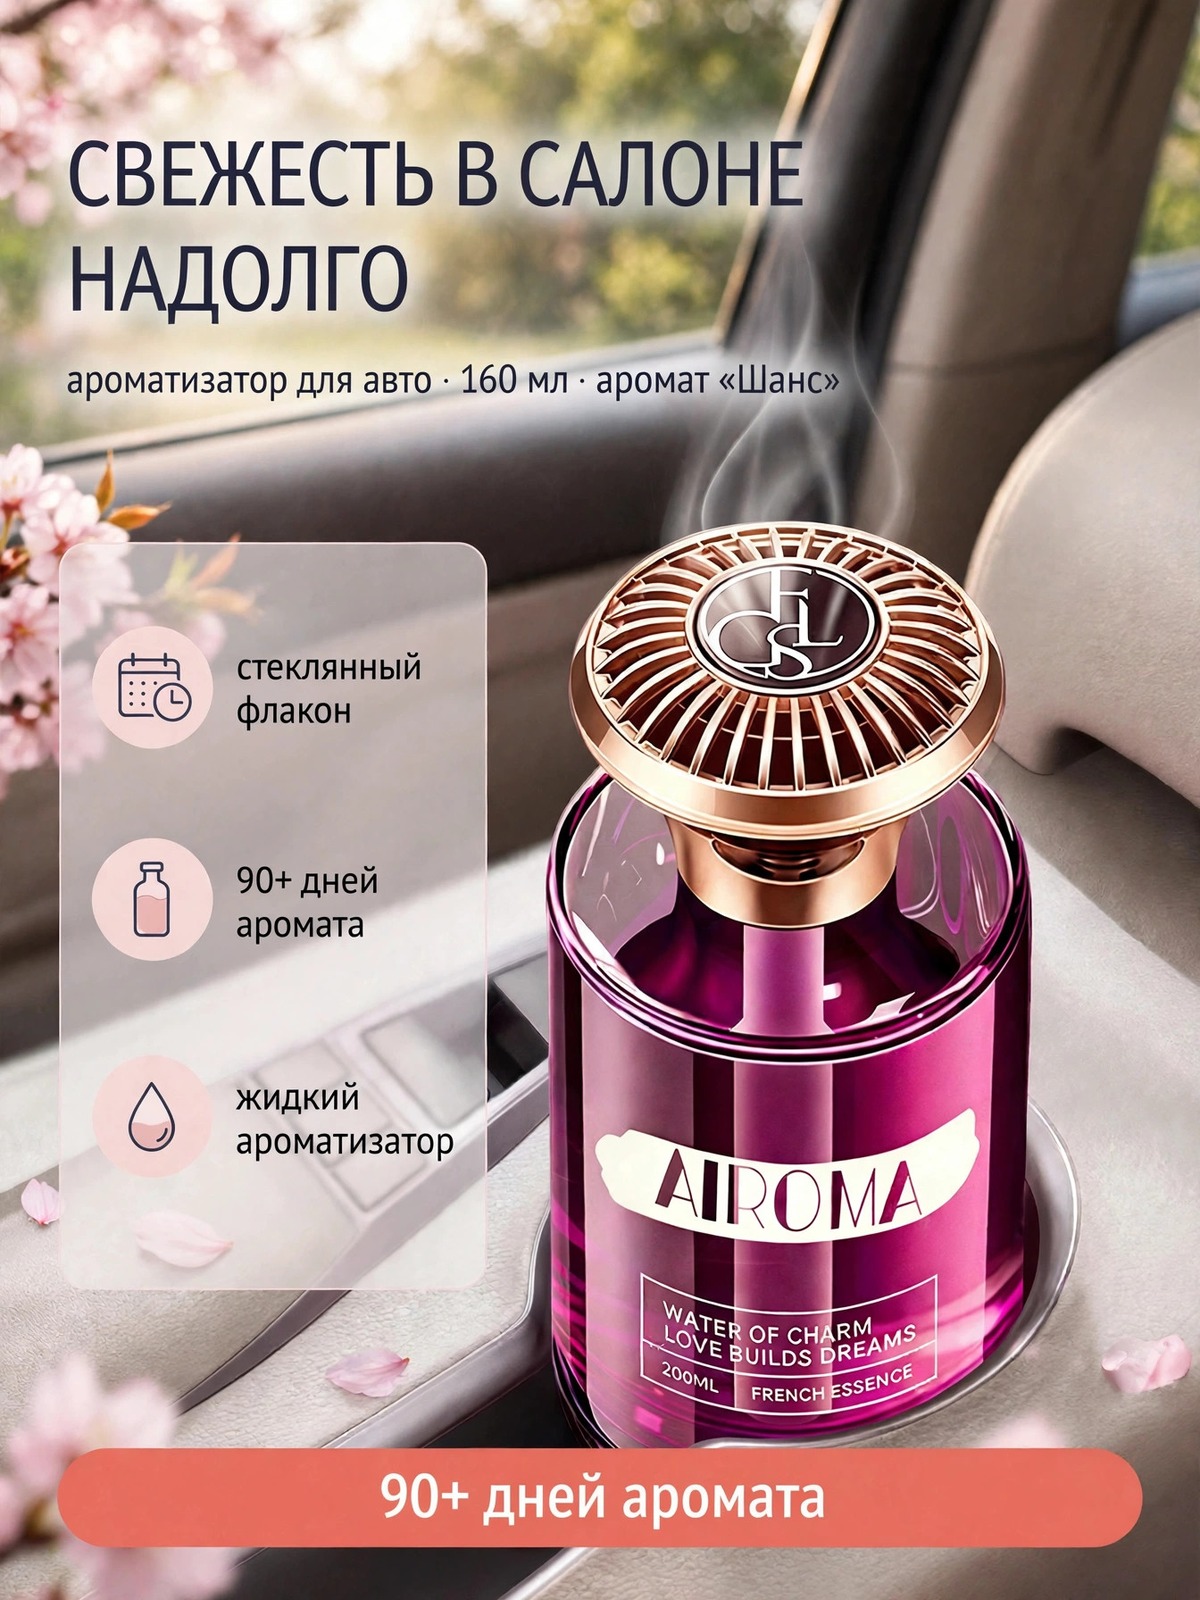 СВЕЖЕСТЬ В САЛОНЕ
НАДОЛГО
ароматизатор для авто · 160 мл · аромат «Шанс»
стеклянный
флакон
90+ дней
аромата
жидкий
ароматизатор
AIROMA
WATER OF CHARM
LOVE BUILDS DREAMS
200ML FRENCH ESSENCE
90+ дней аромата